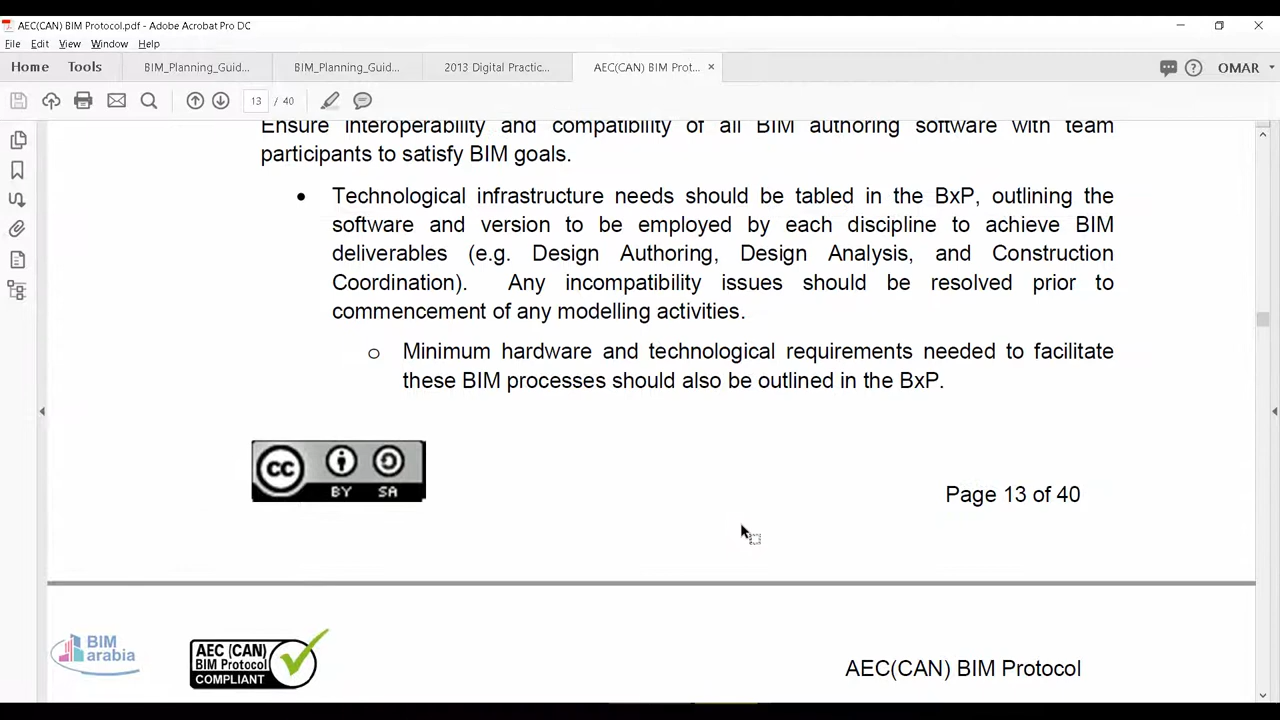 AEC(CAN) BIM Protocol.pdf - Adobe Acrobat Pro DC
File Edit View Window Help
Home Tools BIM_Planning_Guid... BIM_Planning_Guid... 2013 Digital Practic... AEC(CAN) BIM Prot... × OMAR
13 / 40
Ensure interoperability and compatibility of all BIM authoring software with team
participants to satisfy BIM goals.
• Technological infrastructure needs should be tabled in the BxP, outlining the
software and version to be employed by each discipline to achieve BIM
deliverables (e.g. Design Authoring, Design Analysis, and Construction
Coordination). Any incompatibility issues should be resolved prior to
commencement of any modelling activities.
o Minimum hardware and technological requirements needed to facilitate
these BIM processes should also be outlined in the BxP.
cc
BY SA
Page 13 of 40
BIM
arabia
AEC (CAN)
BIM Protocol
COMPLIANT
AEC(CAN) BIM Protocol